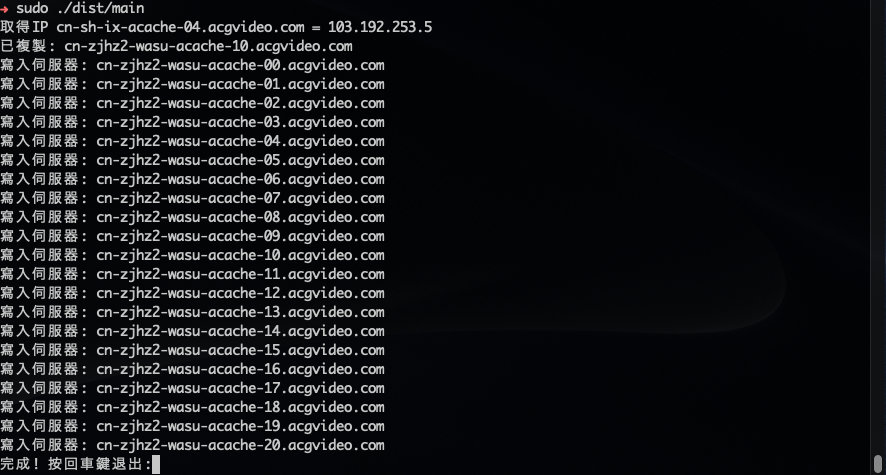 ➜ sudo ./dist/main
取得IP cn-sh-ix-acache-04.acgvideo.com = 103.192.253.5
已複製: cn-zjhz2-wasu-acache-10.acgvideo.com
寫入伺服器: cn-zjhz2-wasu-acache-00.acgvideo.com
寫入伺服器: cn-zjhz2-wasu-acache-01.acgvideo.com
寫入伺服器: cn-zjhz2-wasu-acache-02.acgvideo.com
寫入伺服器: cn-zjhz2-wasu-acache-03.acgvideo.com
寫入伺服器: cn-zjhz2-wasu-acache-04.acgvideo.com
寫入伺服器: cn-zjhz2-wasu-acache-05.acgvideo.com
寫入伺服器: cn-zjhz2-wasu-acache-06.acgvideo.com
寫入伺服器: cn-zjhz2-wasu-acache-07.acgvideo.com
寫入伺服器: cn-zjhz2-wasu-acache-08.acgvideo.com
寫入伺服器: cn-zjhz2-wasu-acache-09.acgvideo.com
寫入伺服器: cn-zjhz2-wasu-acache-10.acgvideo.com
寫入伺服器: cn-zjhz2-wasu-acache-11.acgvideo.com
寫入伺服器: cn-zjhz2-wasu-acache-12.acgvideo.com
寫入伺服器: cn-zjhz2-wasu-acache-13.acgvideo.com
寫入伺服器: cn-zjhz2-wasu-acache-14.acgvideo.com
寫入伺服器: cn-zjhz2-wasu-acache-15.acgvideo.com
寫入伺服器: cn-zjhz2-wasu-acache-16.acgvideo.com
寫入伺服器: cn-zjhz2-wasu-acache-17.acgvideo.com
寫入伺服器: cn-zjhz2-wasu-acache-18.acgvideo.com
寫入伺服器: cn-zjhz2-wasu-acache-19.acgvideo.com
寫入伺服器: cn-zjhz2-wasu-acache-20.acgvideo.com
完成! 按回車鍵退出: